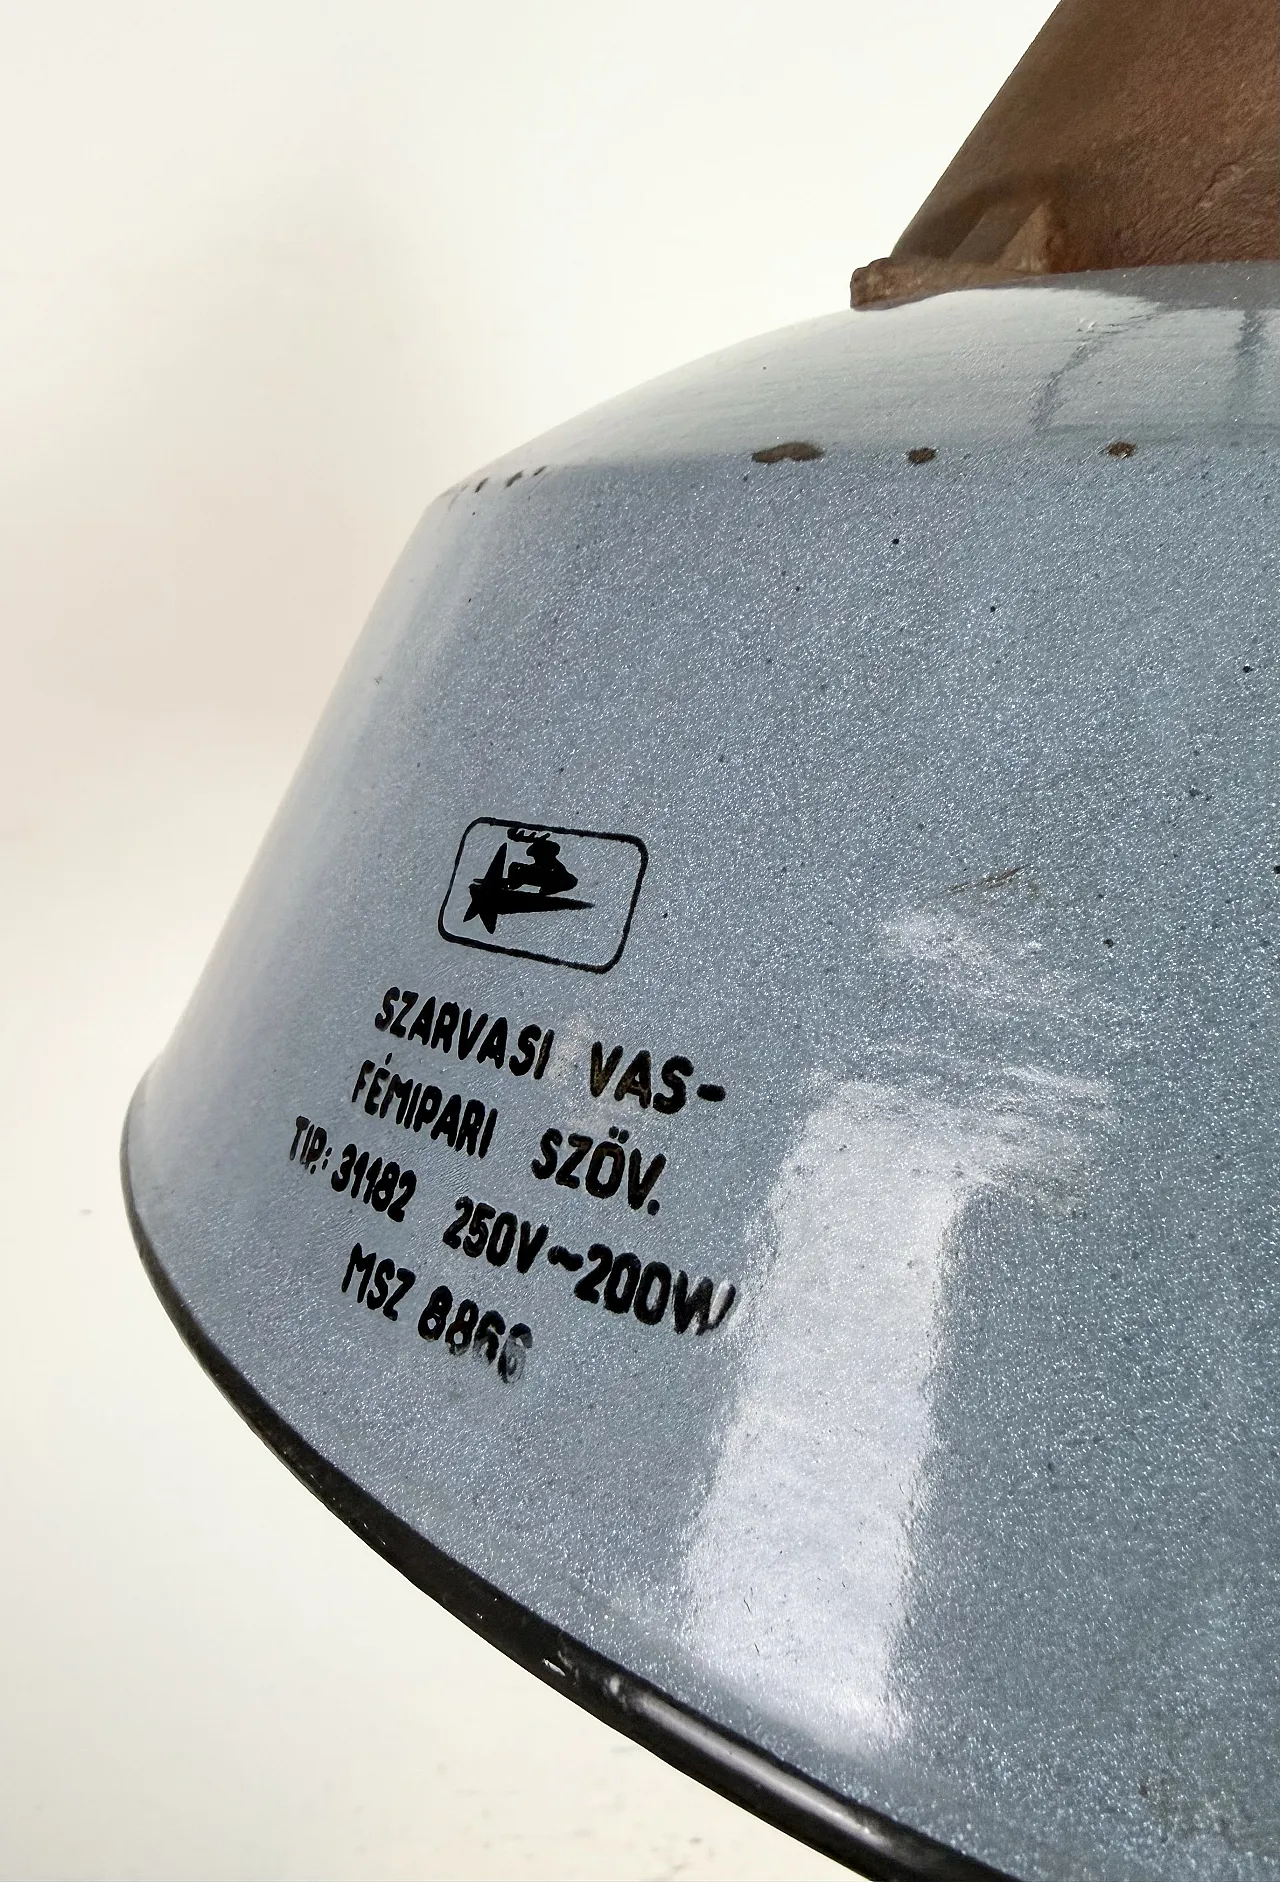 SZARVASI VAS-
FÉMIPARI SZÖV.
TIP.: 31182 250V~200W
MSZ 8866